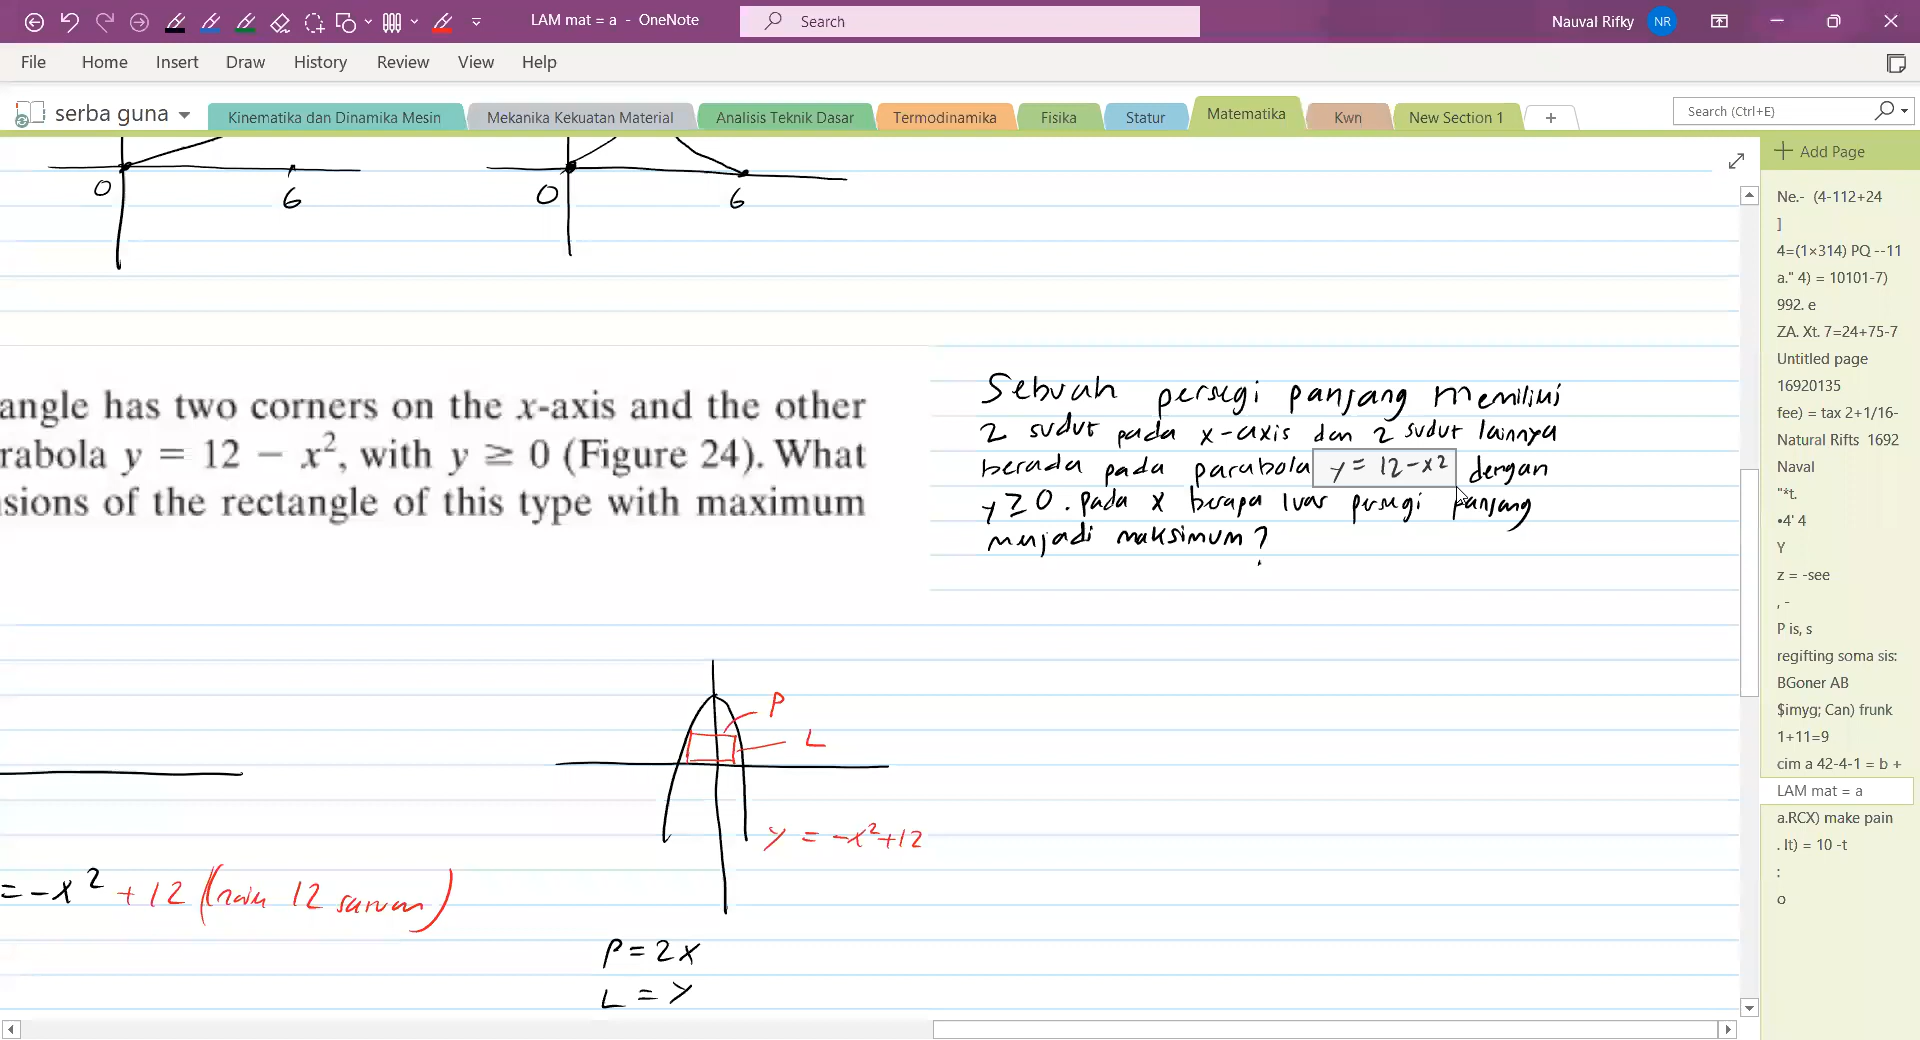 LAM mat = a - OneNote
Search
Nauval Rifky
NR
File Home Insert Draw History Review View Help
serba guna
Kinematika dan Dinamika Mesin
Mekanika Kekuatan Material
Analisis Teknik Dasar
Termodinamika
Fisika
Statur
Matematika
Kwn
New Section 1
+
Search (Ctrl+E)
0 6
0 6
angle has two corners on the x-axis and the other
rabola y = 12 − x², with y ≥ 0 (Figure 24). What
sions of the rectangle of this type with maximum
Sebuah persegi panjang memiliki
2 sudut pada x-axis dan 2 sudut lainnya
berada pada parabola y = 12-x² dengan
y ≥ 0. pada x berapa luas persegi panjang
menjadi maksimum?
P
L
y = -x²+12
= -x² + 12 (naik 12 satuan)
P = 2x
L = y
Add Page
Ne.- (4-112+24
]
4=(1×314) PQ --11
a." 4) = 10101-7)
992. e
ZA. Xt. 7=24+75-7
Untitled page
16920135
fee) = tax 2+1/16-
Natural Rifts 1692
Naval
"*t.
•4' 4
Y
z = -see
, -
P is, s
regifting soma sis:
BGoner AB
$imyg; Can) frunk
1+11=9
cim a 42-4-1 = b +
LAM mat = a
a.RCX) make pain
. It) = 10 -t
:
o